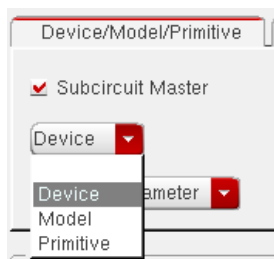 Device/Model/Primitive
Subcircuit Master
Device
Device
ameter
Model
Primitive